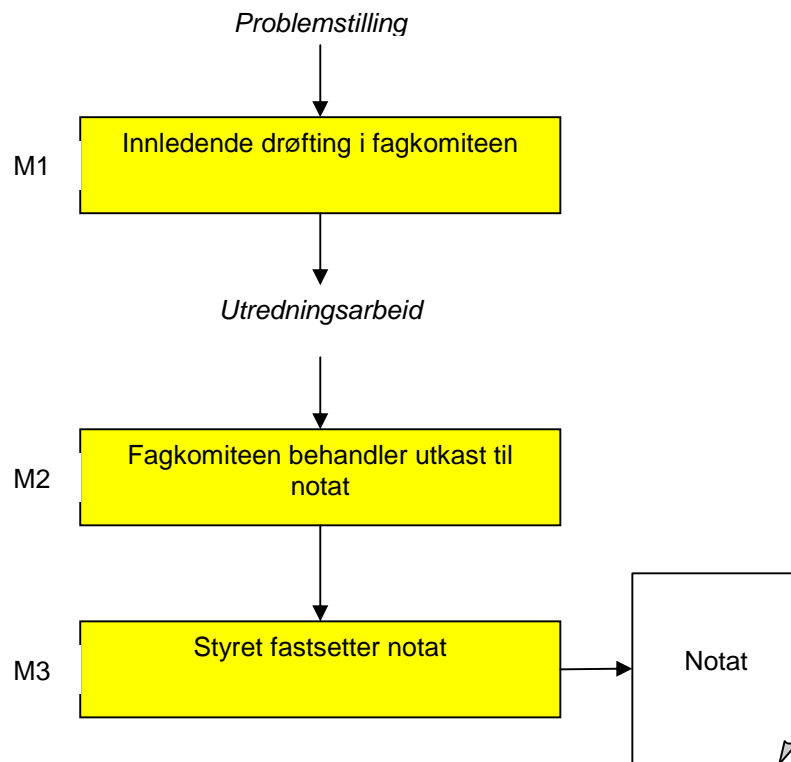 Problemstilling
M1
Innledende drøfting i fagkomiteen
Utredningsarbeid
M2
Fagkomiteen behandler utkast til
notat
M3
Styret fastsetter notat
Notat